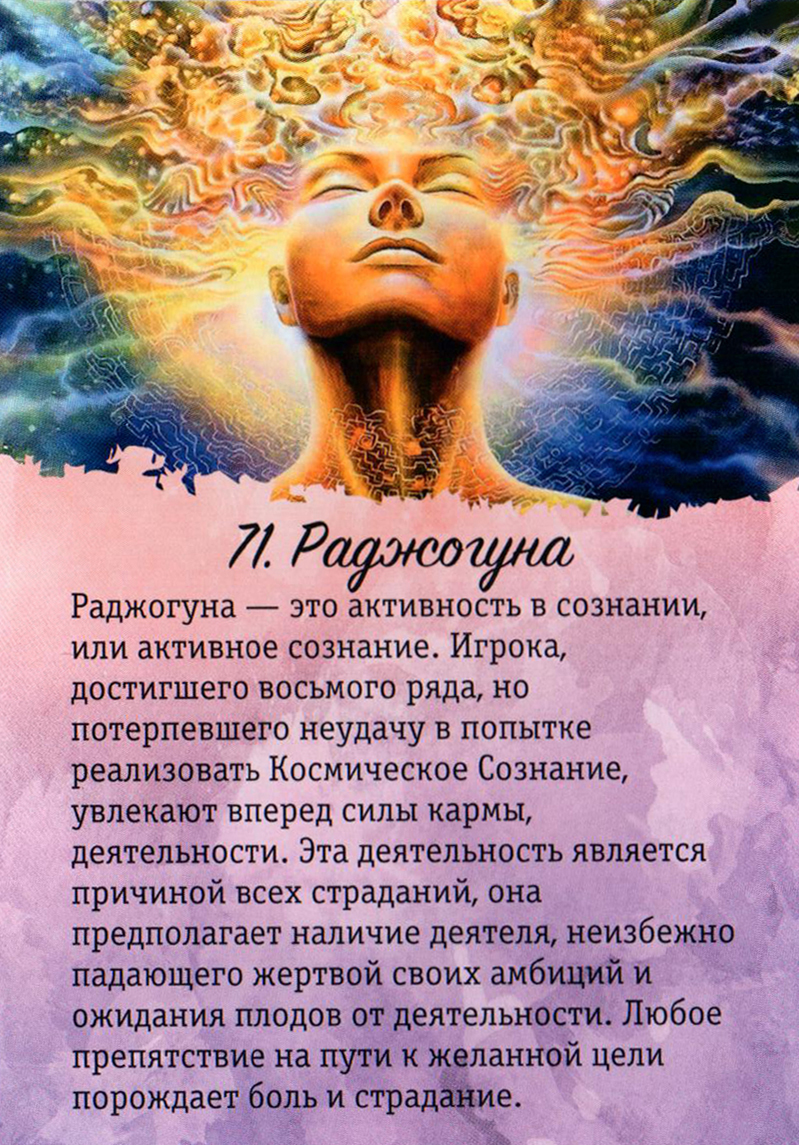 71. Раджогуна
Раджогуна — это активность в сознании,
или активное сознание. Игрока,
достигшего восьмого ряда, но
потерпевшего неудачу в попытке
реализовать Космическое Сознание,
увлекают вперед силы кармы,
деятельности. Эта деятельность является
причиной всех страданий, она
предполагает наличие деятеля, неизбежно
падающего жертвой своих амбиций и
ожидания плодов от деятельности. Любое
препятствие на пути к желанной цели
порождает боль и страдание.